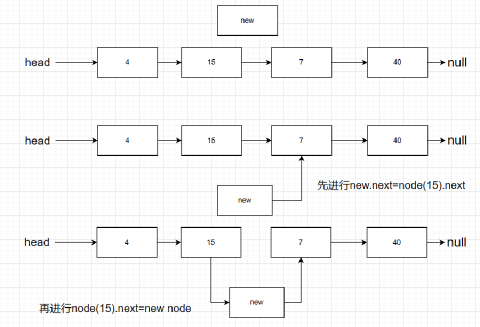 new
head 4 15 7 40 null
head 4 15 7 40 null
new 先进行new.next=node(15).next
head 4 15 7 40 null
new
再进行node(15).next=new node